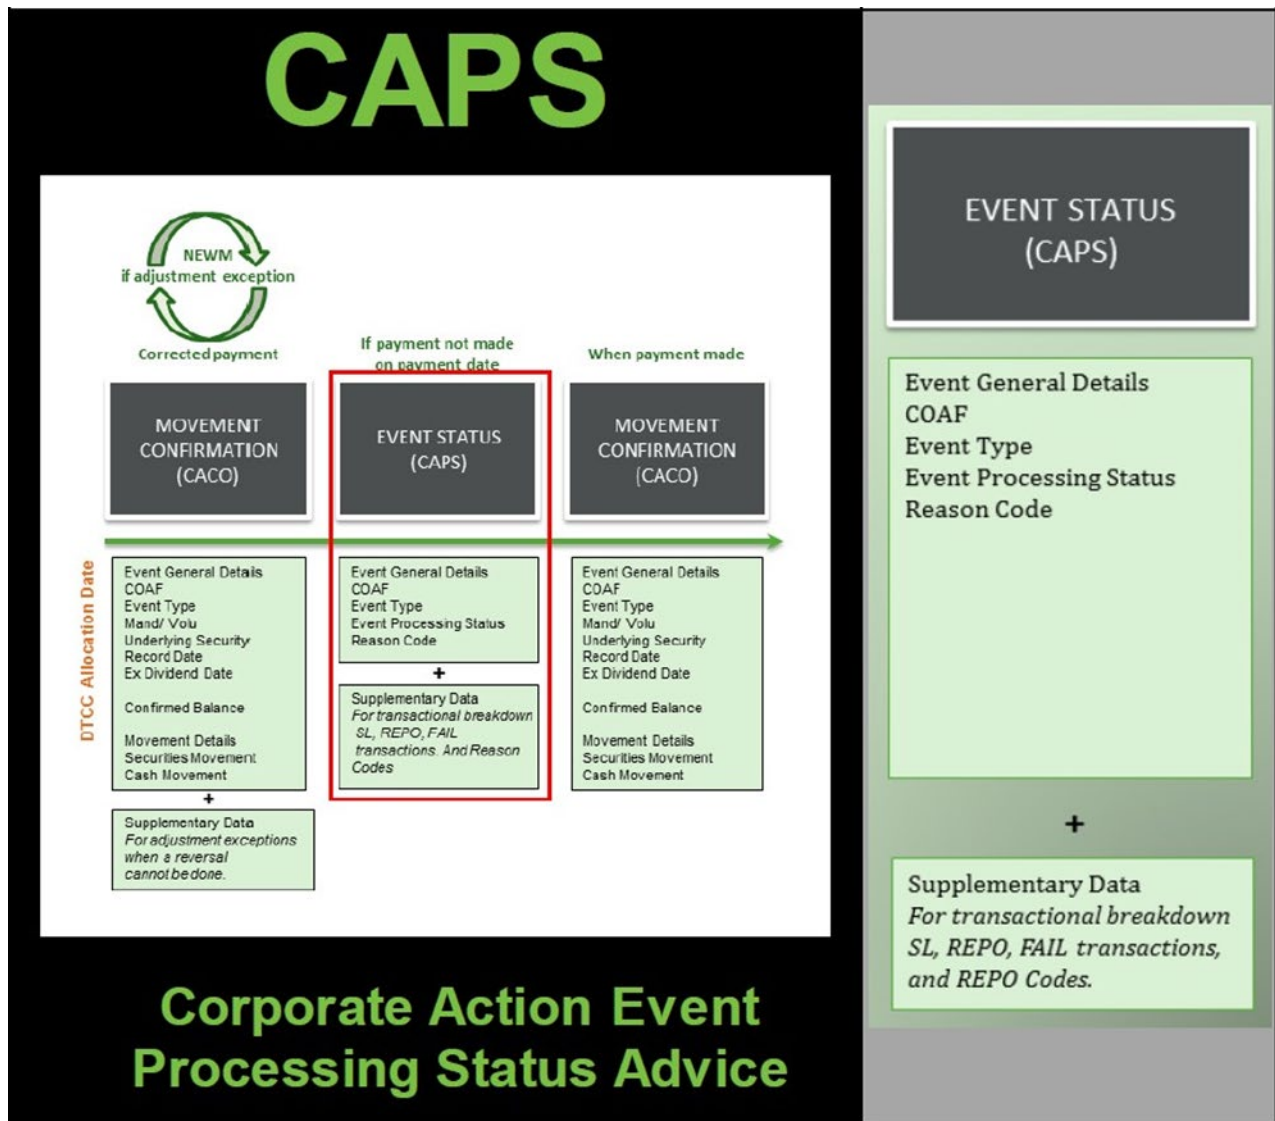 CAPS
NEWM
if adjustment exception
Corrected payment
If payment not made
on payment date
When payment made
MOVEMENT
CONFIRMATION
(CACO)
EVENT STATUS
(CAPS)
MOVEMENT
CONFIRMATION
(CACO)
DTCC Allocation Date
Event General Details
COAF
Event Type
Mand/ Volu
Underlying Security
Record Date
Ex Dividend Date
Confirmed Balance
Movement Details
Securities Movement
Cash Movement
+
Supplementary Data
For adjustment exceptions
when a reversal
cannot be done.
Event General Details
COAF
Event Type
Event Processing Status
Reason Code
+
Supplementary Data
For transactional breakdown
SL, REPO, FAIL
transactions. And Reason
Codes
Event General Details
COAF
Event Type
Mand/ Volu
Underlying Security
Record Date
Ex Dividend Date
Confirmed Balance
Movement Details
Securities Movement
Cash Movement
Corporate Action Event
Processing Status Advice
EVENT STATUS
(CAPS)
Event General Details
COAF
Event Type
Event Processing Status
Reason Code
+
Supplementary Data
For transactional breakdown
SL, REPO, FAIL transactions,
and REPO Codes.